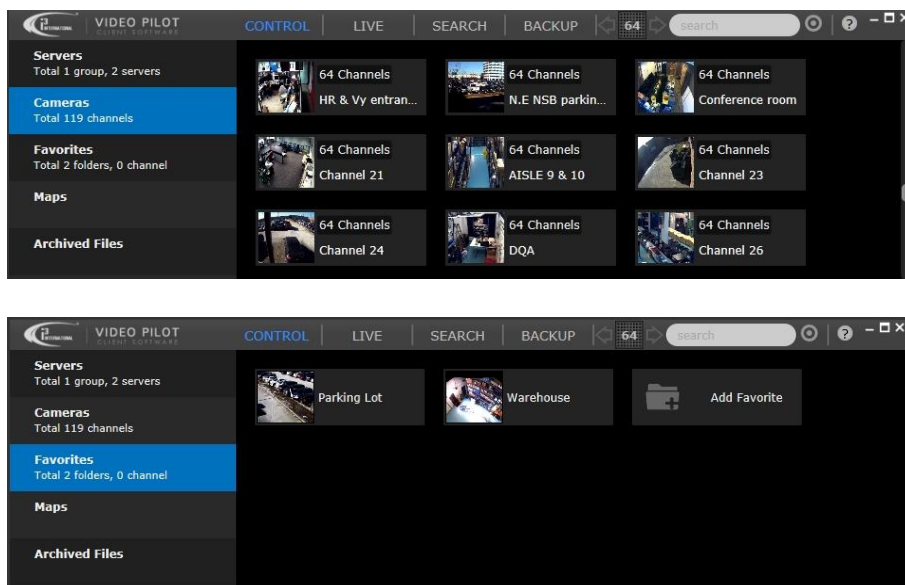 VIDEO PILOT
CLIENT SOFTWARE
CONTROL LIVE SEARCH BACKUP 64 search
Servers
Total 1 group, 2 servers
Cameras
Total 119 channels
Favorites
Total 2 folders, 0 channel
Maps
Archived Files
64 Channels
HR & Vy entran...
64 Channels
N.E NSB parkin...
64 Channels
Conference room
64 Channels
Channel 21
64 Channels
AISLE 9 & 10
64 Channels
Channel 23
64 Channels
Channel 24
64 Channels
DQA
64 Channels
Channel 26
VIDEO PILOT
CLIENT SOFTWARE
CONTROL LIVE SEARCH BACKUP 64 search
Servers
Total 1 group, 2 servers
Cameras
Total 119 channels
Favorites
Total 2 folders, 0 channel
Maps
Archived Files
Parking Lot
Warehouse
Add Favorite